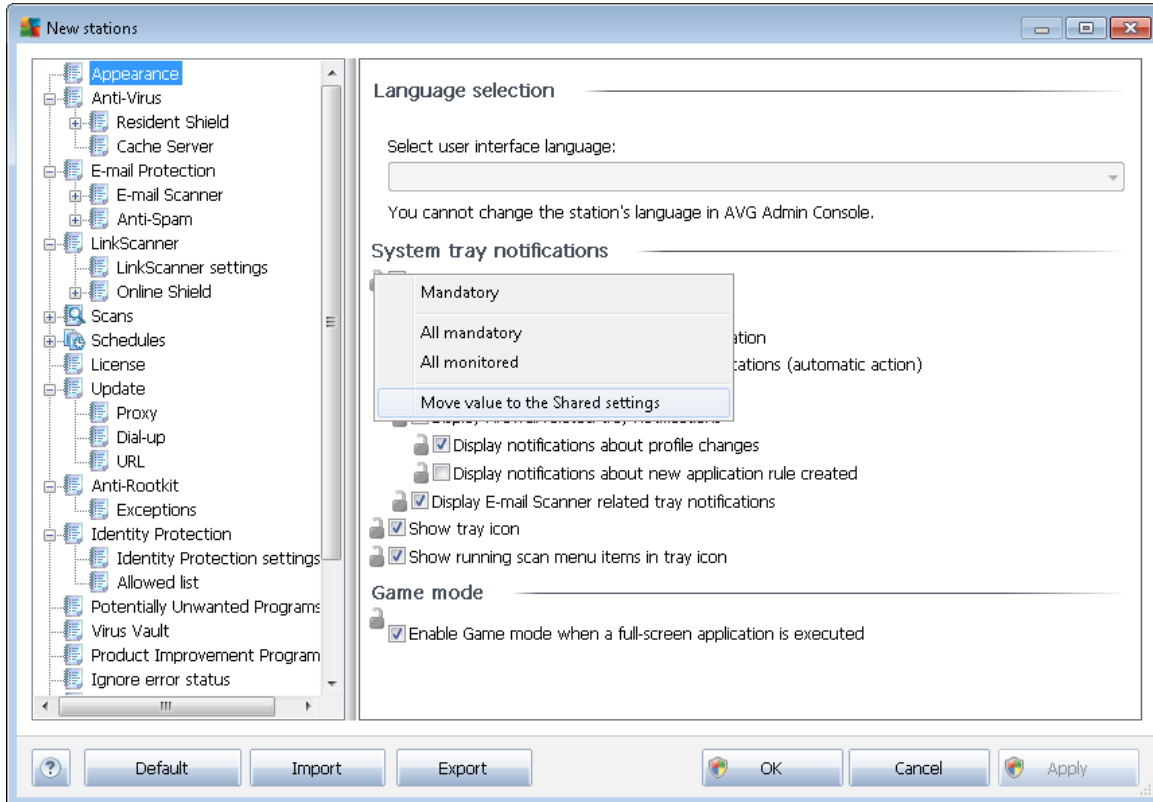 New stations
Appearance
Anti-Virus
Resident Shield
Cache Server
E-mail Protection
E-mail Scanner
Anti-Spam
LinkScanner
LinkScanner settings
Online Shield
Scans
Schedules
License
Update
Proxy
Dial-up
URL
Anti-Rootkit
Exceptions
Identity Protection
Identity Protection settings
Allowed list
Potentially Unwanted Programs
Virus Vault
Product Improvement Program
Ignore error status
Language selection
Select user interface language:
You cannot change the station's language in AVG Admin Console.
System tray notifications
Mandatory
All mandatory
ation
All monitored
cations (automatic action)
Move value to the Shared settings
Display notifications about profile changes
Display notifications about new application rule created
Display E-mail Scanner related tray notifications
Show tray icon
Show running scan menu items in tray icon
Game mode
Enable Game mode when a full-screen application is executed
?
Default
Import
Export
OK
Cancel
Apply